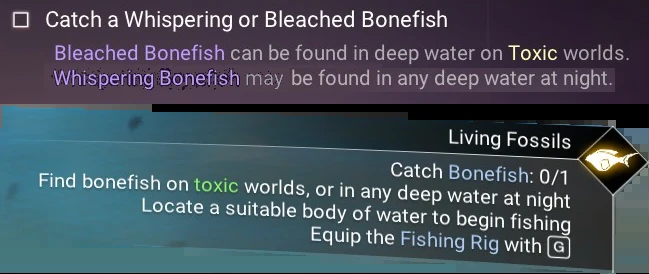 Catch a Whispering or Bleached Bonefish
Bleached Bonefish can be found in deep water on Toxic worlds.
Whispering Bonefish may be found in any deep water at night.
Living Fossils
Catch Bonefish: 0/1
Find bonefish on toxic worlds, or in any deep water at night
Locate a suitable body of water to begin fishing
Equip the Fishing Rig with G